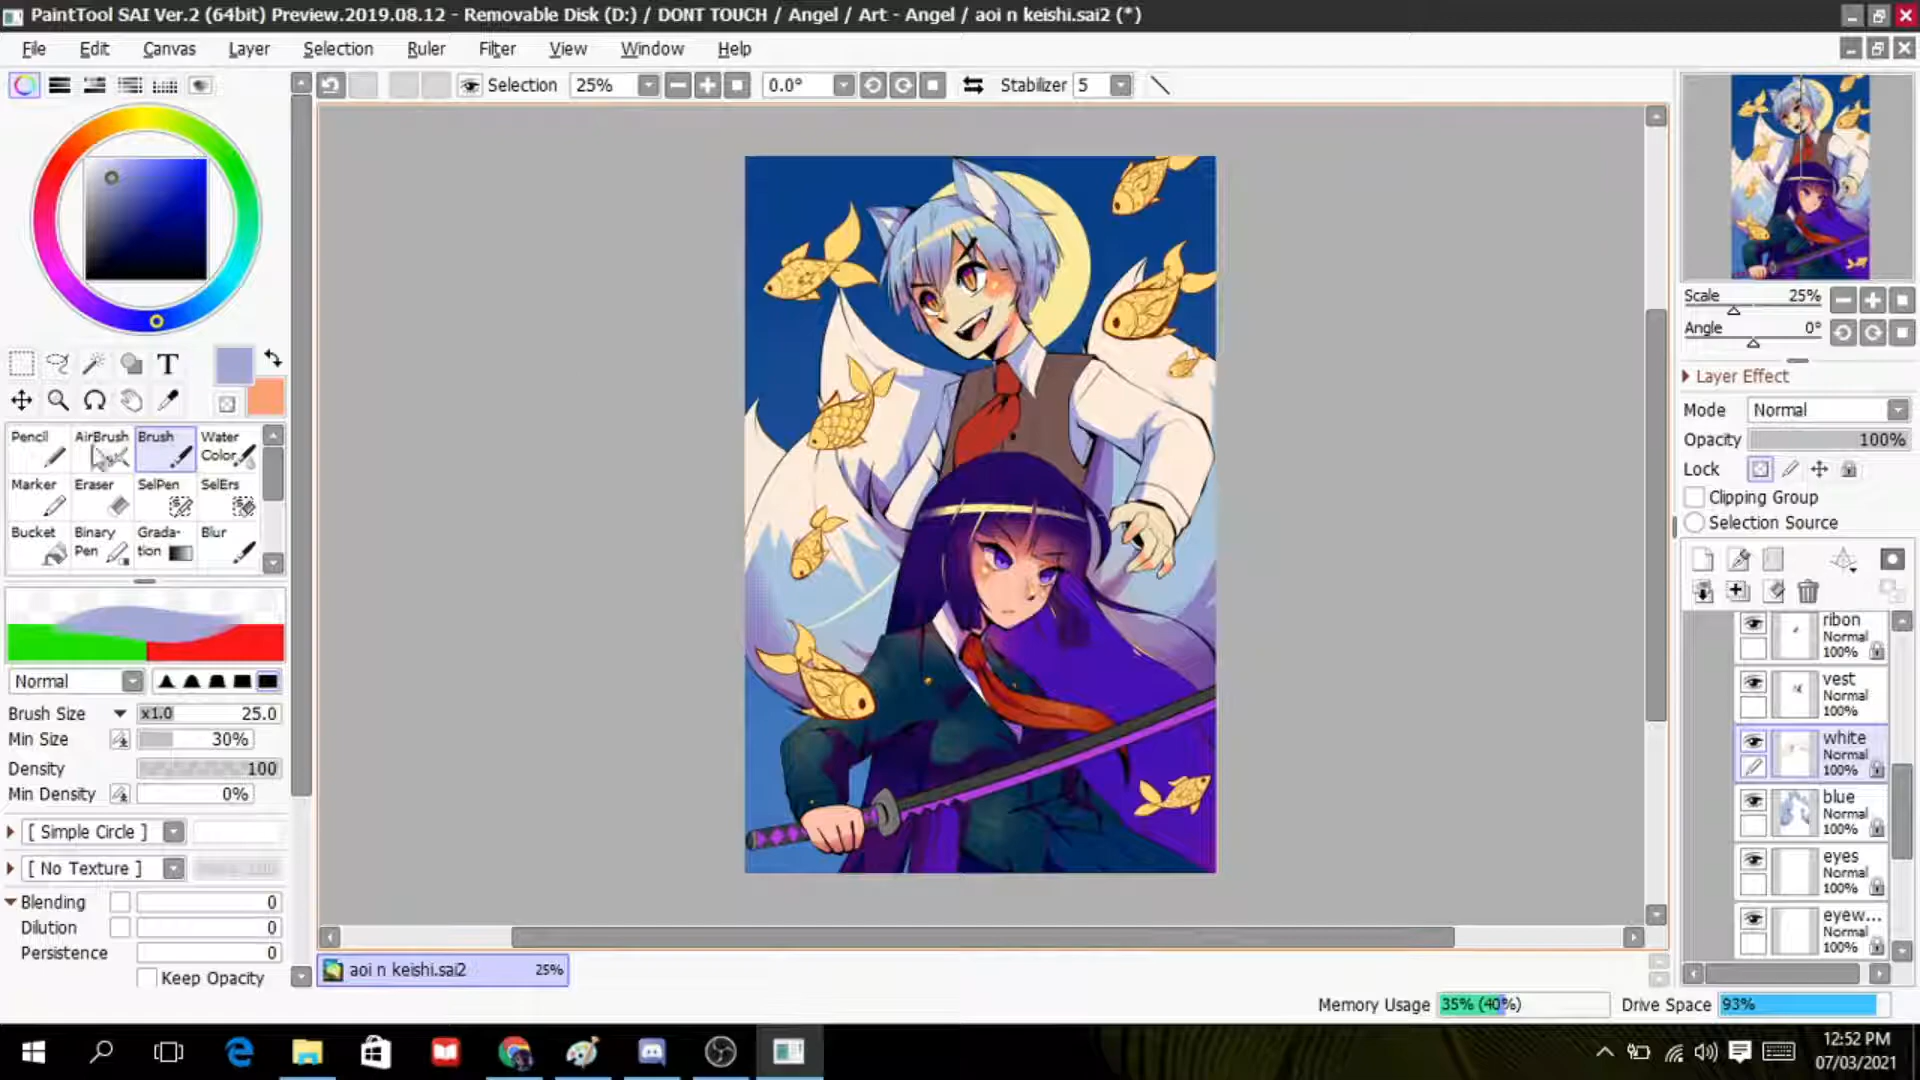 PaintTool SAI Ver.2 (64bit) Preview.2019.08.12 - Removable Disk (D:) / DONT TOUCH / Angel / Art - Angel / aoi n keishi.sai2 (*)
File Edit Canvas Layer Selection Ruler Filter View Window Help
Selection 25% 0.0° Stabilizer 5
Scale 25%
Angle 0°
Layer Effect
Mode Normal
Opacity 100%
Lock
Clipping Group
Selection Source
T
Pencil AirBrush Brush Water Color
Marker Eraser SelPen SelErs
Bucket Binary Pen Grada-tion Blur
Normal
Brush Size x1.0 25.0
Min Size 30%
Density 100
Min Density 0%
[ Simple Circle ]
[ No Texture ]
Blending 0
Dilution 0
Persistence 0
Keep Opacity
ribon
Normal
100%
vest
Normal
100%
white
Normal
100%
blue
Normal
100%
eyes
Normal
100%
eyew...
Normal
100%
aoi n keishi.sai2 25%
Memory Usage 35% (40%) Drive Space 93%
12:52 PM
07/03/2021